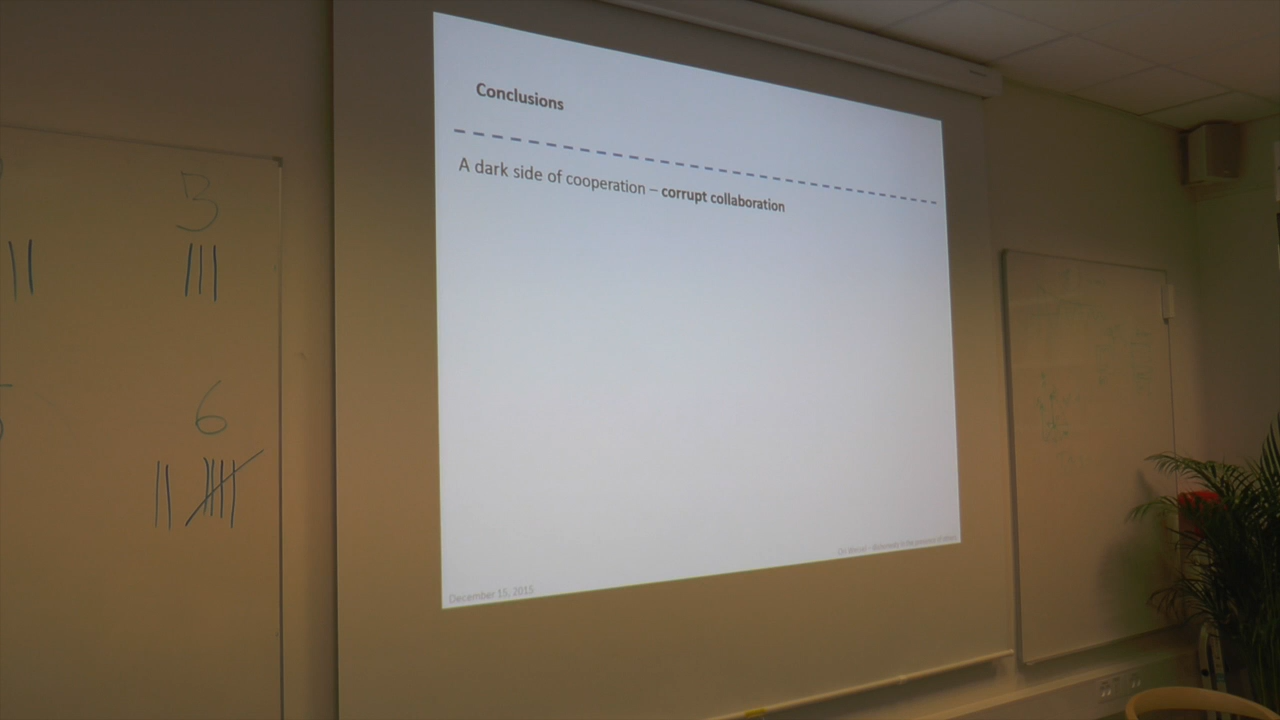 Conclusions
A dark side of cooperation – corrupt collaboration
December 15, 2015
3
6